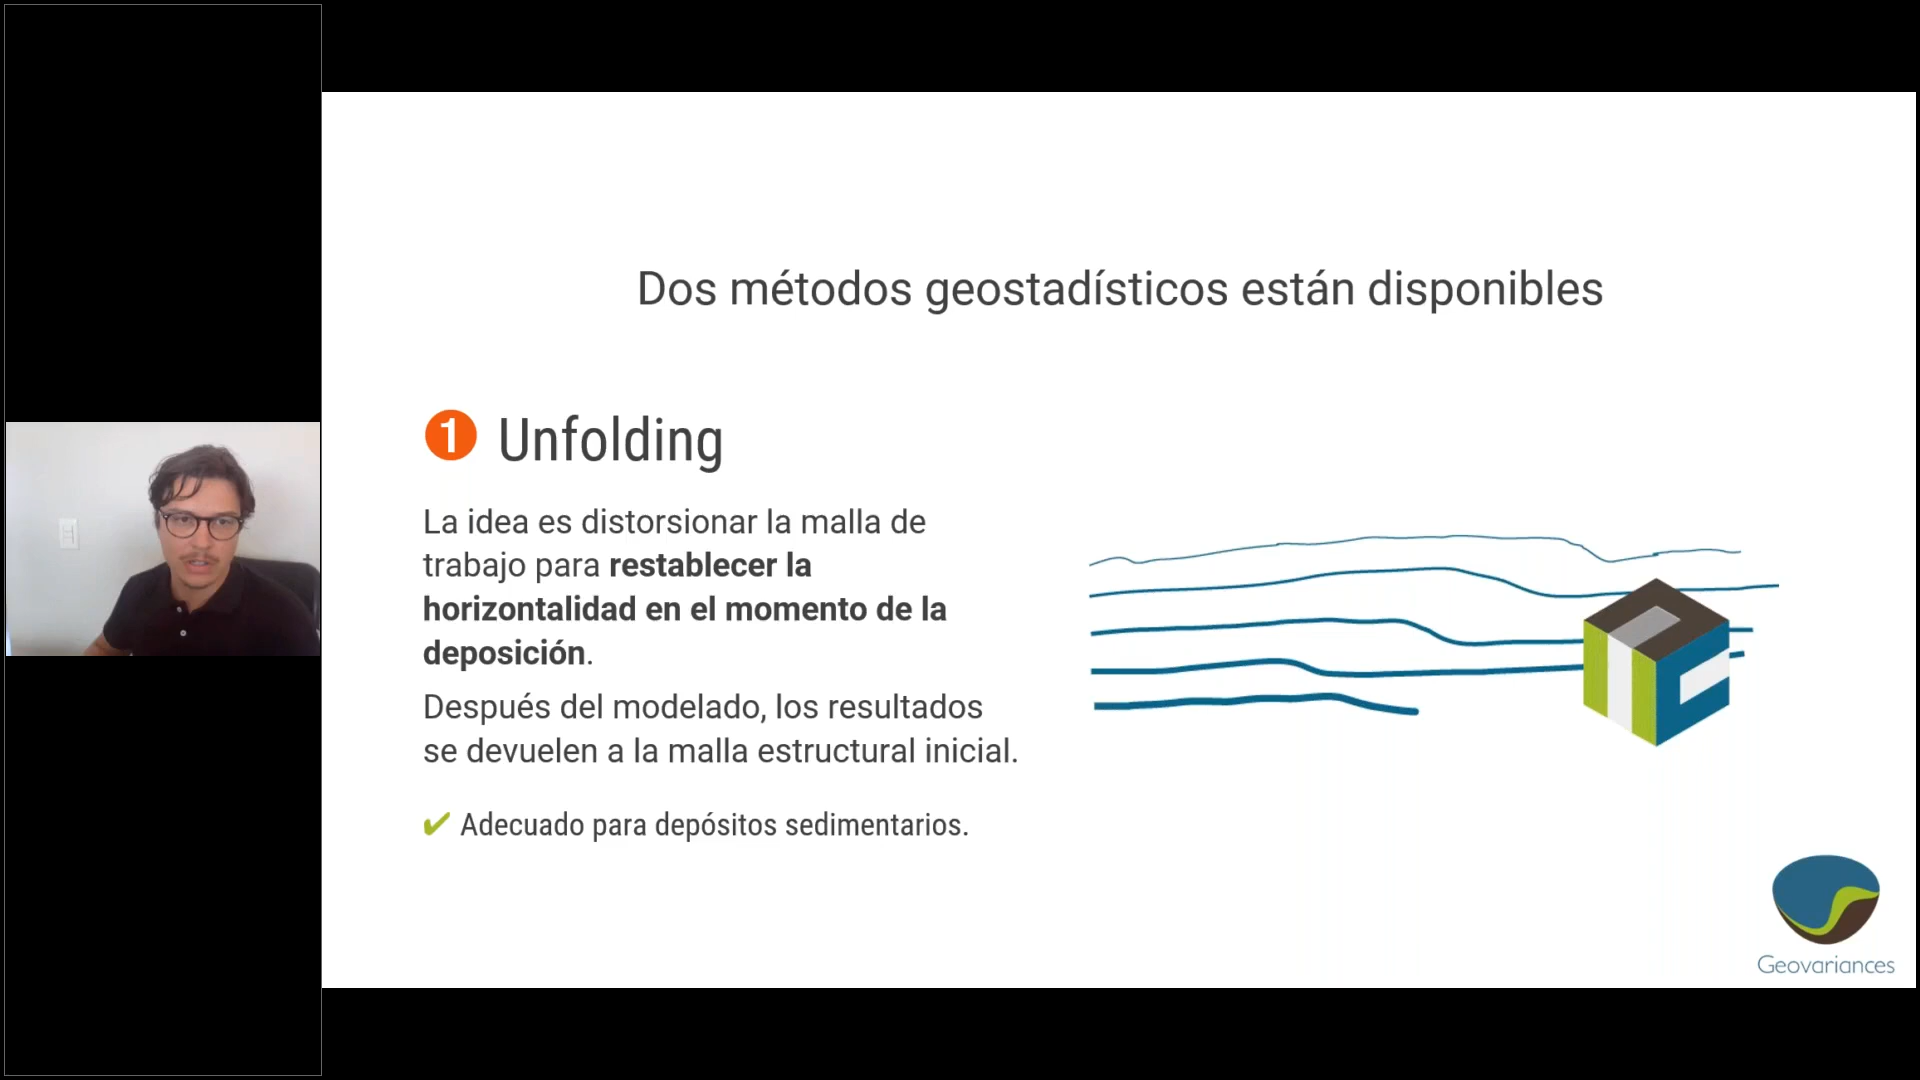 Dos métodos geostadísticos están disponibles
1 Unfolding
La idea es distorsionar la malla de
trabajo para restablecer la
horizontalidad en el momento de la
deposición.
Después del modelado, los resultados
se devuelen a la malla estructural inicial.
✔ Adecuado para depósitos sedimentarios.
Geovariances